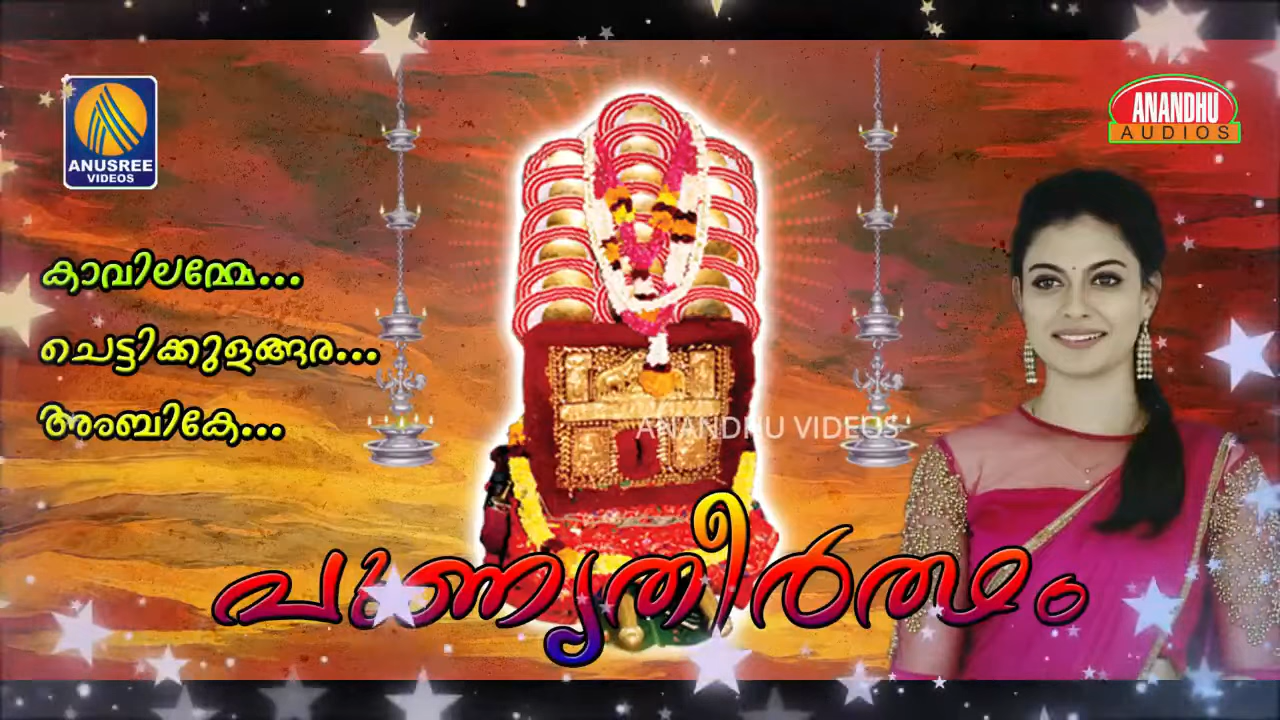 ANUSREE
VIDEOS
ANANDHU
AUDIOS
കാവിലമ്മേ...
ചെട്ടിക്കുളങ്ങര...
അംബികേ...
ANANDHU VIDEOS
പുണ്യതീർത്ഥം